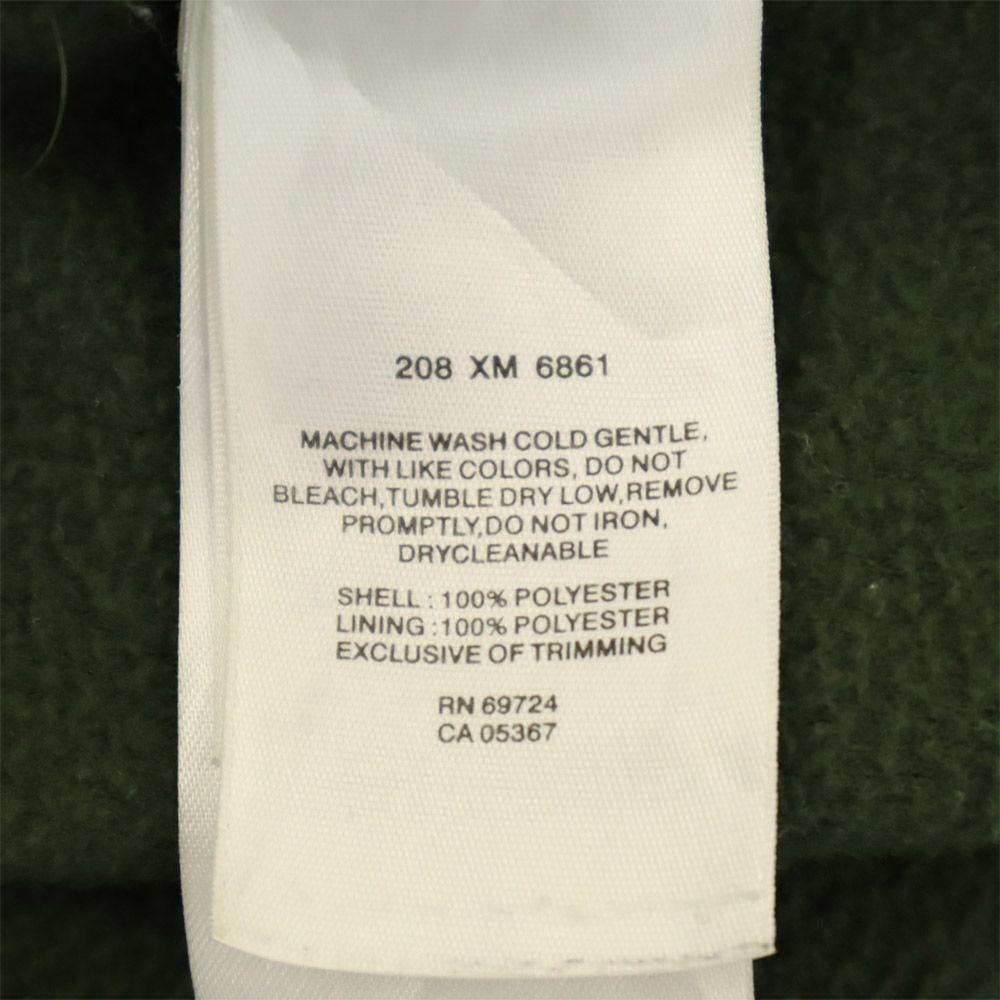 208 XM 6861
MACHINE WASH COLD GENTLE,
WITH LIKE COLORS, DO NOT
BLEACH,TUMBLE DRY LOW,REMOVE
PROMPTLY,DO NOT IRON,
DRYCLEANABLE
SHELL : 100% POLYESTER
LINING :100% POLYESTER
EXCLUSIVE OF TRIMMING
RN 69724
CA 05367